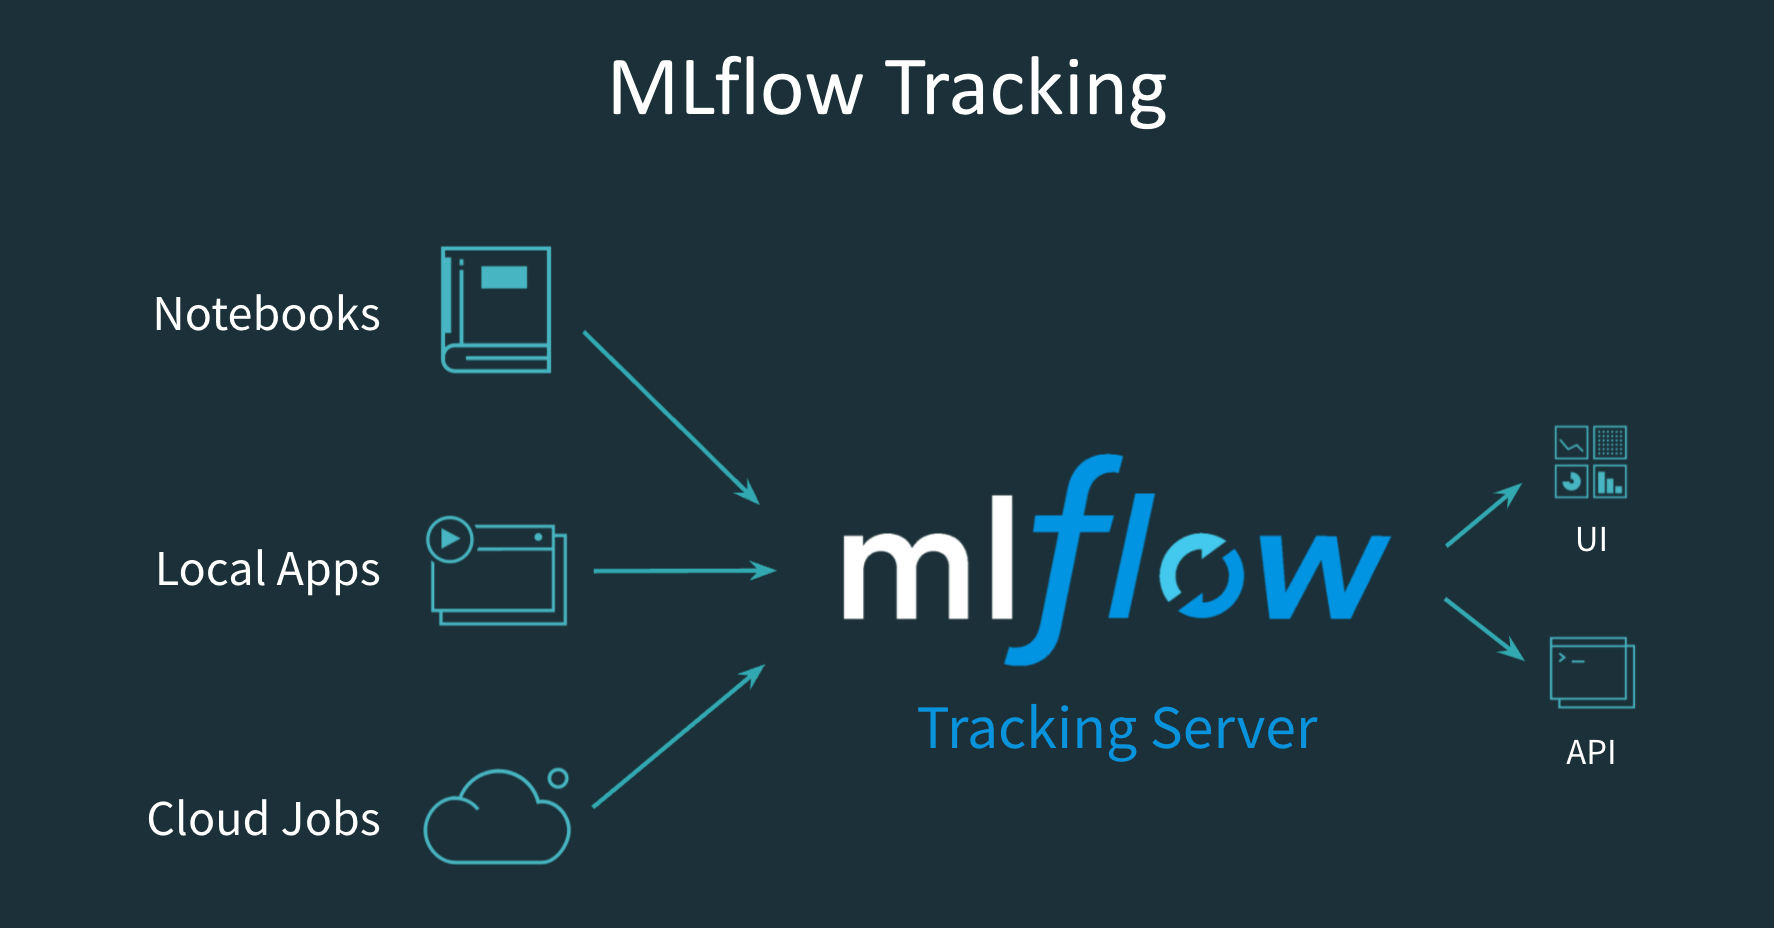 MLflow Tracking
Notebooks
Local Apps
Cloud Jobs
mlflow
Tracking Server
UI
>_
API